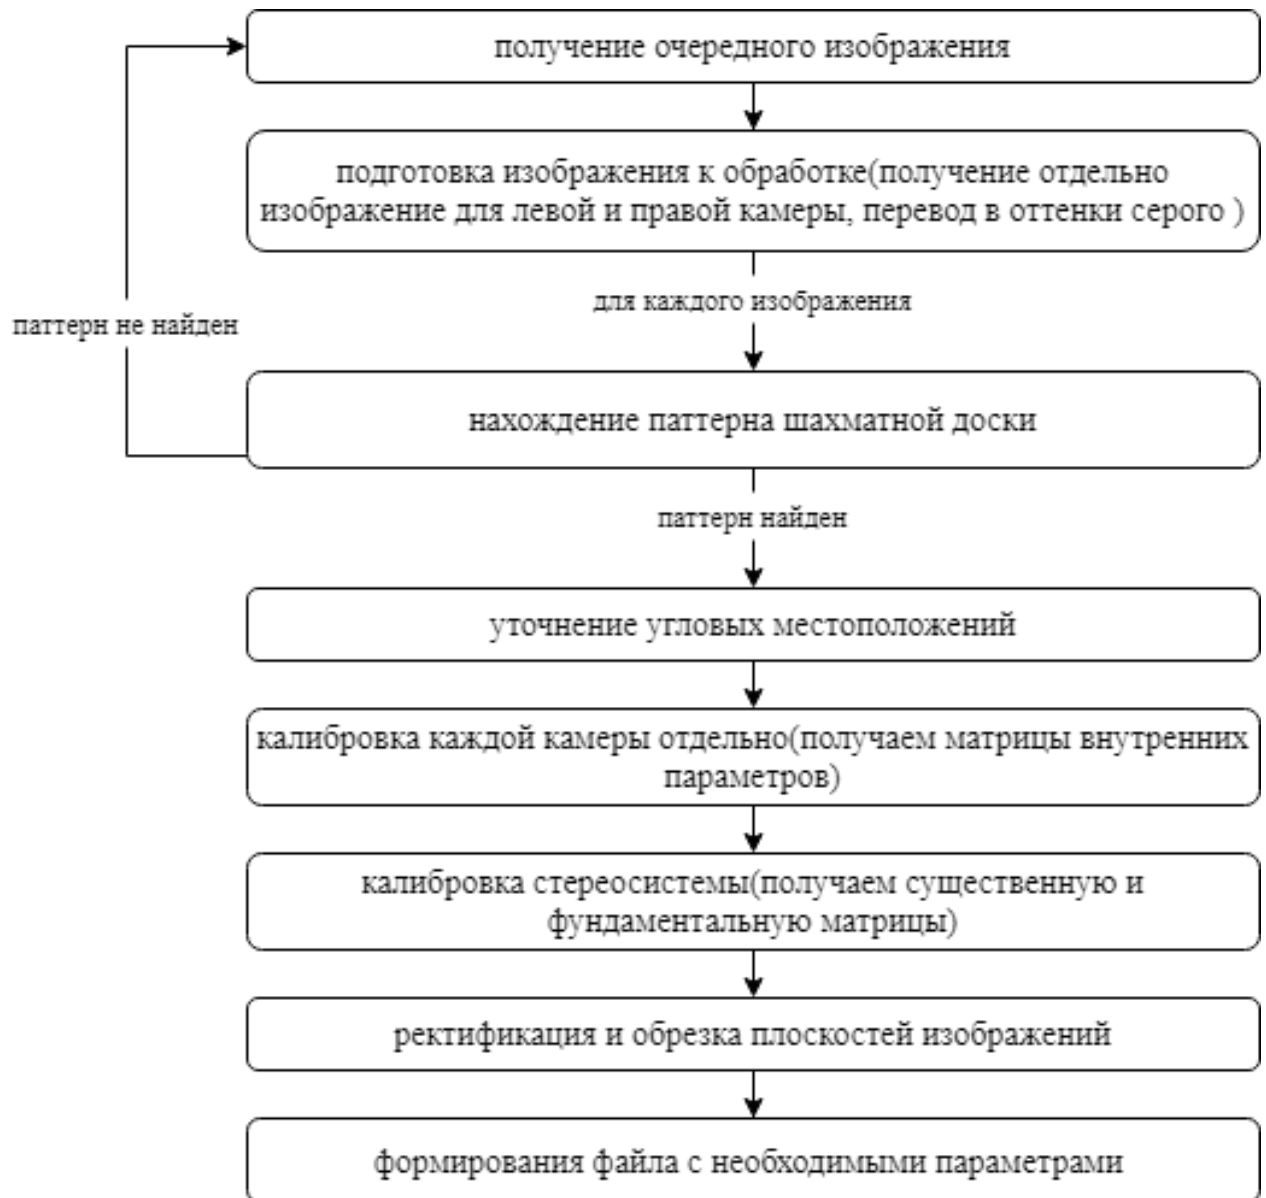 получение очередного изображения
подготовка изображения к обработке(получение отдельно
изображение для левой и правой камеры, перевод в оттенки серого )
для каждого изображения
паттерн не найден
нахождение паттерна шахматной доски
паттерн найден
уточнение угловых местоположений
калибровка каждой камеры отдельно(получаем матрицы внутренних
параметров)
калибровка стереосистемы(получаем существенную и
фундаментальную матрицы)
ректификация и обрезка плоскостей изображений
формирования файла с необходимыми параметрами